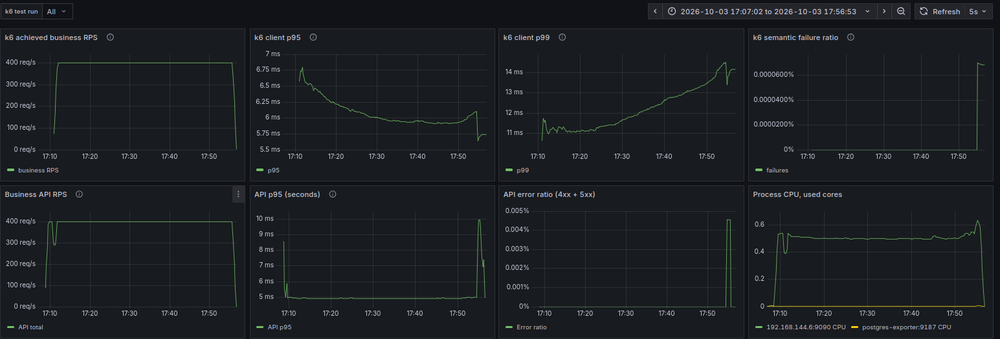 k6 test run All
2026-10-03 17:07:02 to 2026-10-03 17:56:53
Refresh 5s
k6 achieved business RPS
400 req/s
300 req/s
200 req/s
100 req/s
0 req/s
17:10 17:20 17:30 17:40 17:50
business RPS
k6 client p95
7 ms
6.75 ms
6.5 ms
6.25 ms
6 ms
5.75 ms
5.5 ms
17:10 17:20 17:30 17:40 17:50
p95
k6 client p99
14 ms
13 ms
12 ms
11 ms
17:10 17:20 17:30 17:40 17:50
p99
k6 semantic failure ratio
0.0000600%
0.0000400%
0.0000200%
0%
17:10 17:20 17:30 17:40 17:50
failures
Business API RPS
400 req/s
300 req/s
200 req/s
100 req/s
0 req/s
17:10 17:20 17:30 17:40 17:50
API total
API p95 (seconds)
10 ms
9 ms
8 ms
7 ms
6 ms
5 ms
17:10 17:20 17:30 17:40 17:50
API p95
API error ratio (4xx + 5xx)
0.005%
0.004%
0.003%
0.002%
0.001%
0%
17:10 17:20 17:30 17:40 17:50
Error ratio
Process CPU, used cores
0.6
0.4
0.2
0
17:10 17:20 17:30 17:40 17:50
192.168.144.6:9090 CPU postgres-exporter:9187 CPU